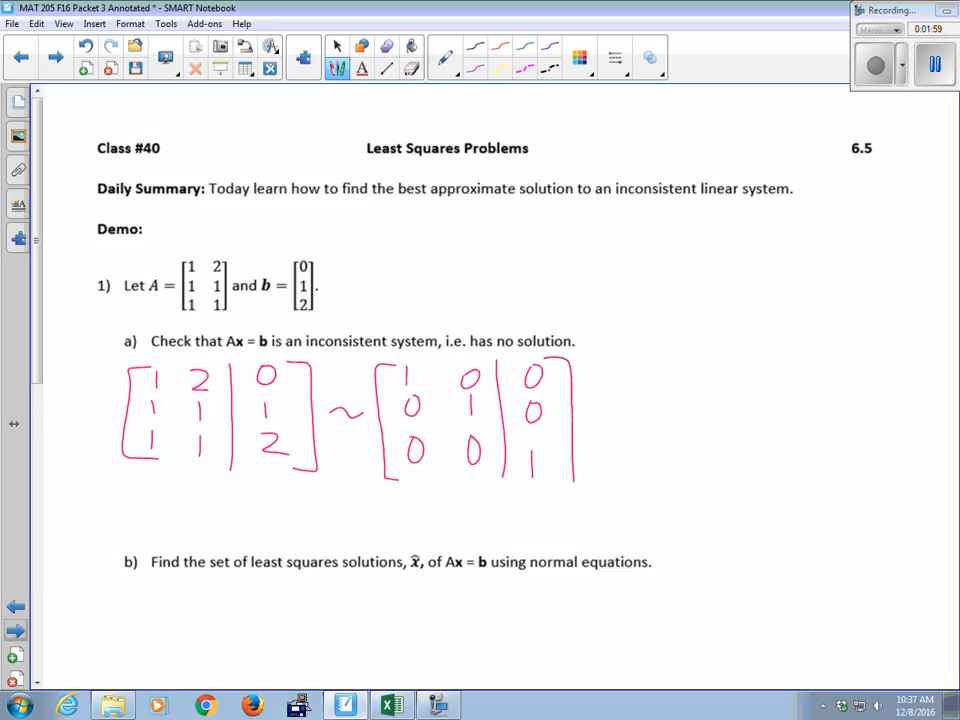 MAT 205 F16 Packet 3 Annotated * - SMART Notebook
File Edit View Insert Format Tools Add-ons Help
Recording...
Menu
00:01:59
Class #40 Least Squares Problems 6.5
Daily Summary: Today learn how to find the best approximate solution to an inconsistent linear system.
Demo:
1) Let A = [1 2; 1 1; 1 1] and b = [0; 1; 2].
a) Check that Ax = b is an inconsistent system, i.e. has no solution.
1 2 | 0 ~ 1 0 | 0
1 1 | 1 0 1 | 0
1 1 | 2 0 0 | 1
b) Find the set of least squares solutions, x̂, of Ax = b using normal equations.
10:37 AM
12/8/2016